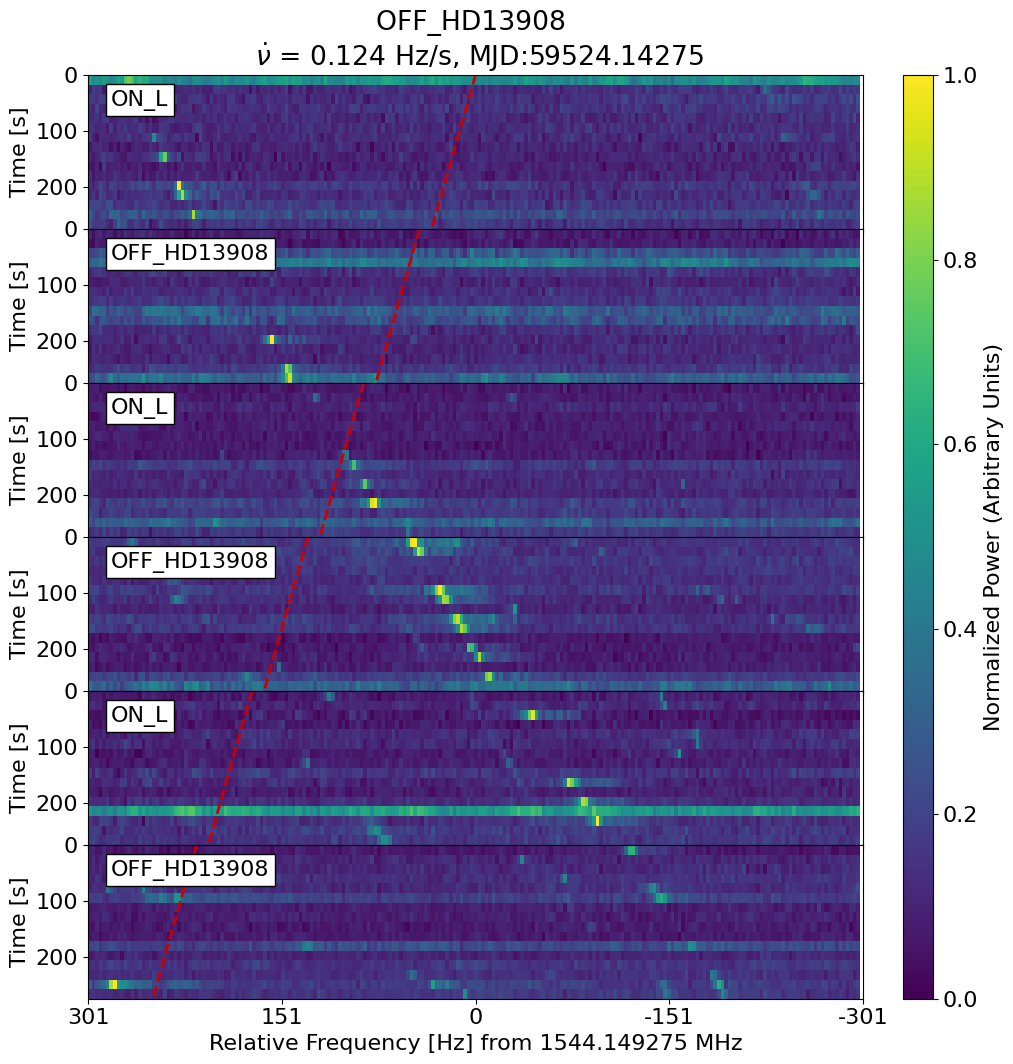 OFF_HD13908
ν̇ = 0.124 Hz/s, MJD:59524.14275
0
ON_L
100
Time [s]
200
0
OFF_HD13908
100
Time [s]
200
0
ON_L
100
Time [s]
200
0
OFF_HD13908
100
Time [s]
200
0
ON_L
100
Time [s]
200
0
OFF_HD13908
100
Time [s]
200
301 151 0 -151 -301
Relative Frequency [Hz] from 1544.149275 MHz
1.0
0.8
0.6
0.4
0.2
0.0
Normalized Power (Arbitrary Units)